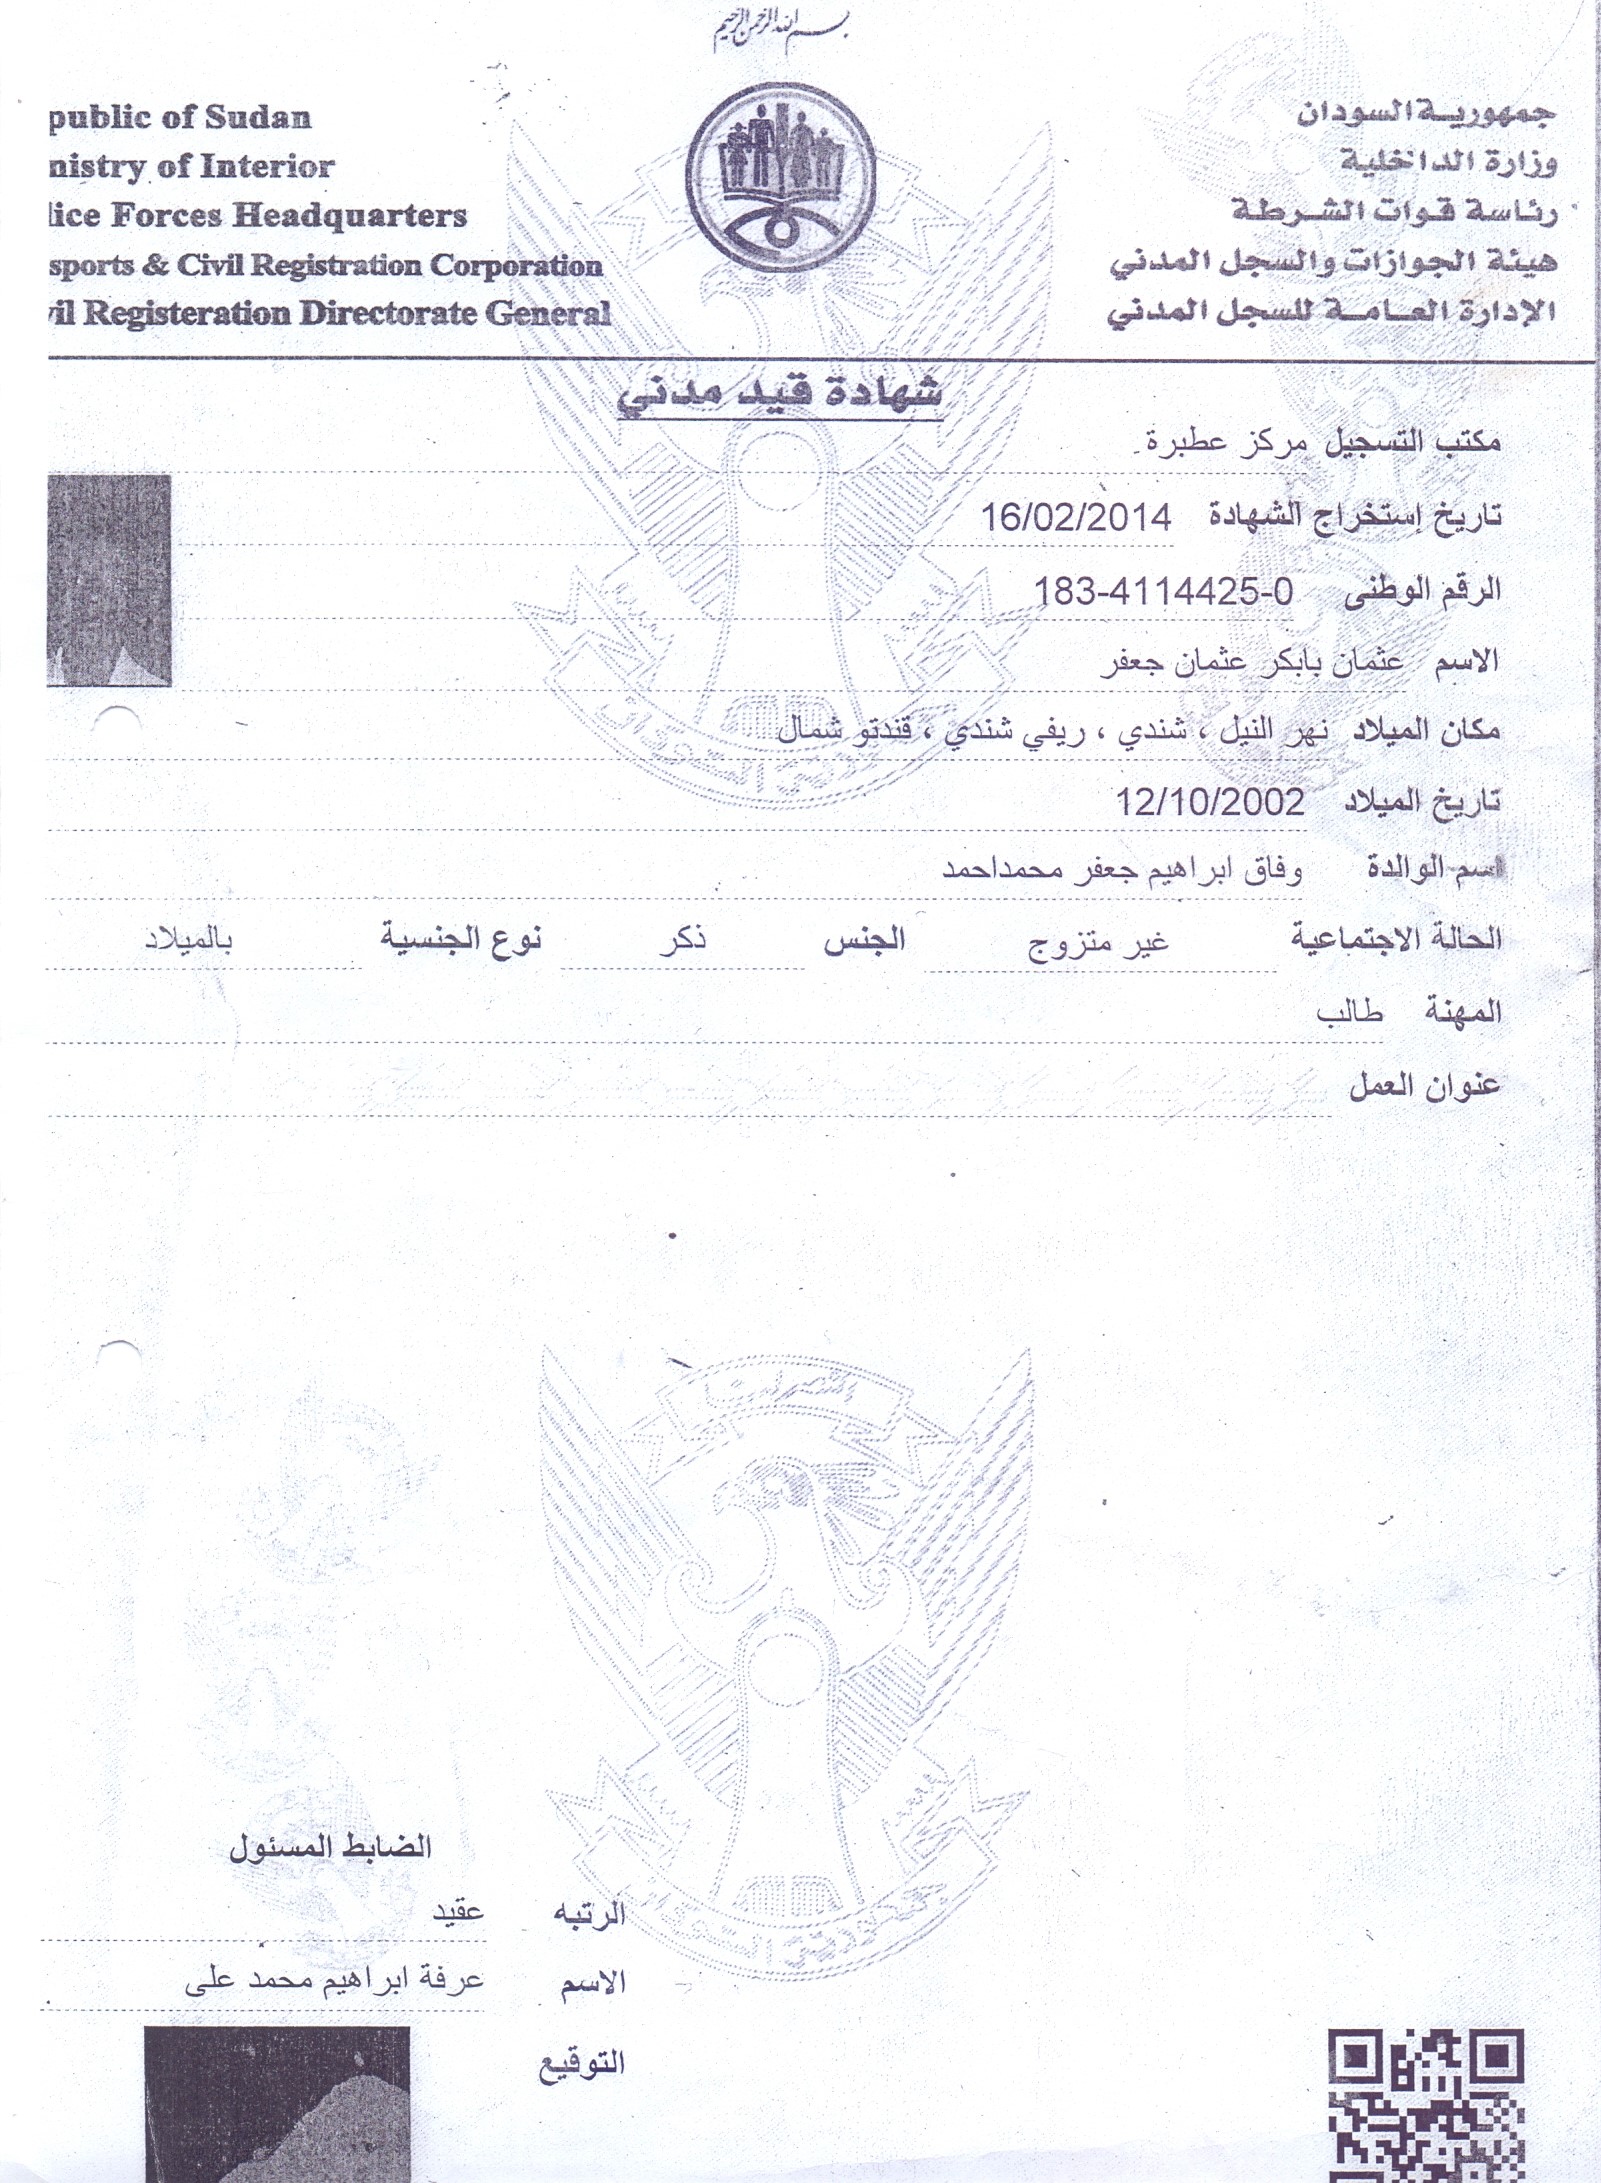 بسم الله الرحمن الرحيم
جمهورية السودان
وزارة الداخلية
رئاسة قوات الشرطة
هيئة الجوازات والسجل المدني
الإدارة العامة للسجل المدني
public of Sudan
nistry of Interior
lice Forces Headquarters
sports & Civil Registration Corporation
vil Registeration Directorate General
شهادة قيد مدني
مكتب التسجيل مركز عطبرة
تاريخ إستخراج الشهادة 16/02/2014
الرقم الوطنى 183-4114425-0
الاسم عثمان بابكر عثمان جعفر
مكان الميلاد نهر النيل ، شندي ، ريفي شندي ، قندتو شمال
تاريخ الميلاد 12/10/2002
اسم الوالدة وفاق ابراهيم جعفر محمداحمد
الحالة الاجتماعية غير متزوج الجنس ذكر نوع الجنسية بالميلاد
المهنة طالب
عنوان العمل
الضابط المسئول
الرتبه عقيد
الاسم عرفة ابراهيم محمد على
التوقيع